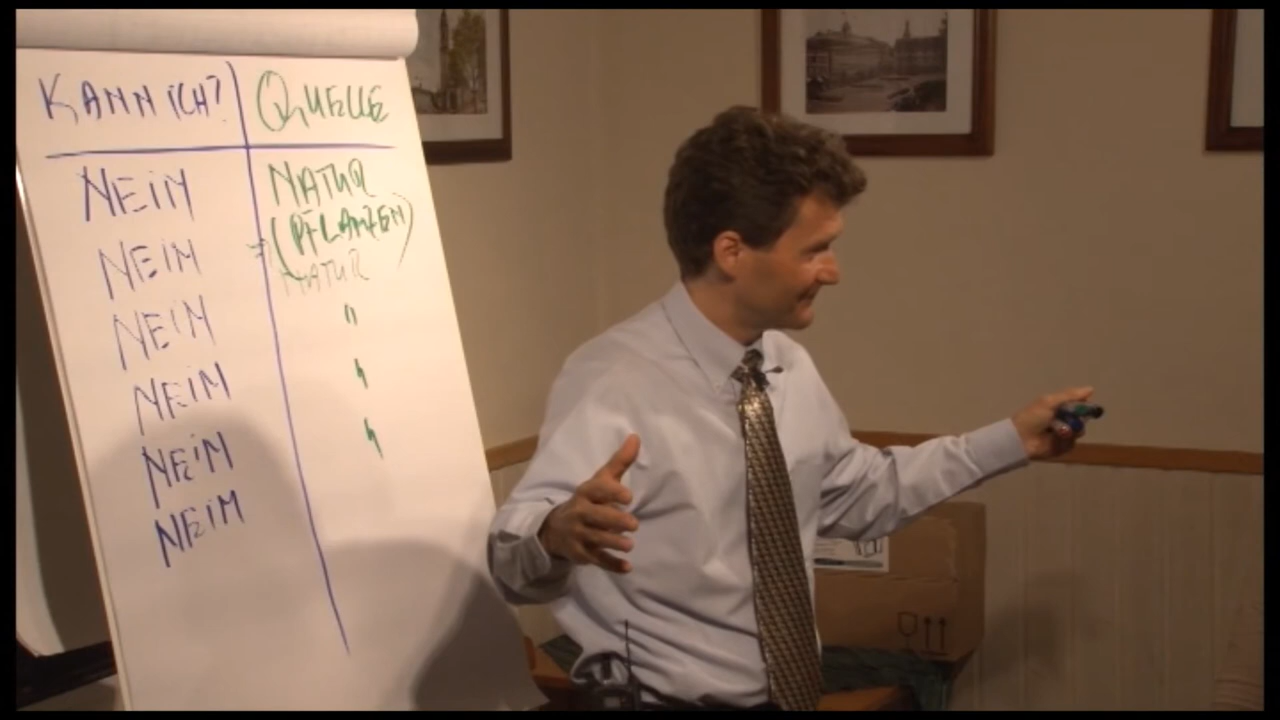 KANN ICH? QUELLE
NEIN NATUR
(PFLANZEN)
NEIN NATUR
NEIN "
NEIN "
NEIN "
NEIN